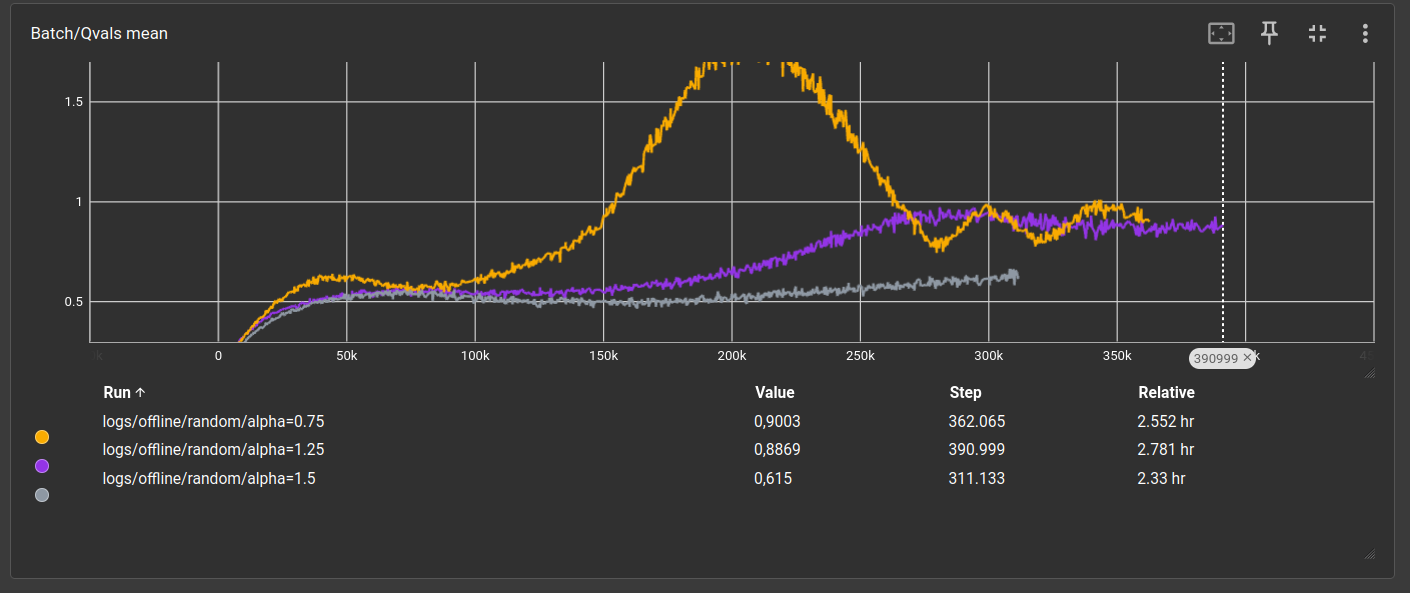 Batch/Qvals mean
1.5
1
0.5
0 50k 100k 150k 200k 250k 300k 350k
390999 ×
Run ↑ Value Step Relative
logs/offline/random/alpha=0.75 0,9003 362.065 2.552 hr
logs/offline/random/alpha=1.25 0,8869 390.999 2.781 hr
logs/offline/random/alpha=1.5 0,615 311.133 2.33 hr